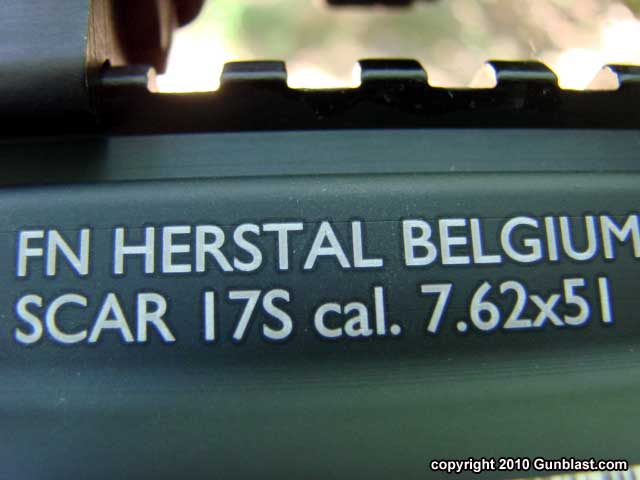 FN HERSTAL BELGIUM
SCAR 17S cal. 7.62x51
copyright 2010 Gunblast.com